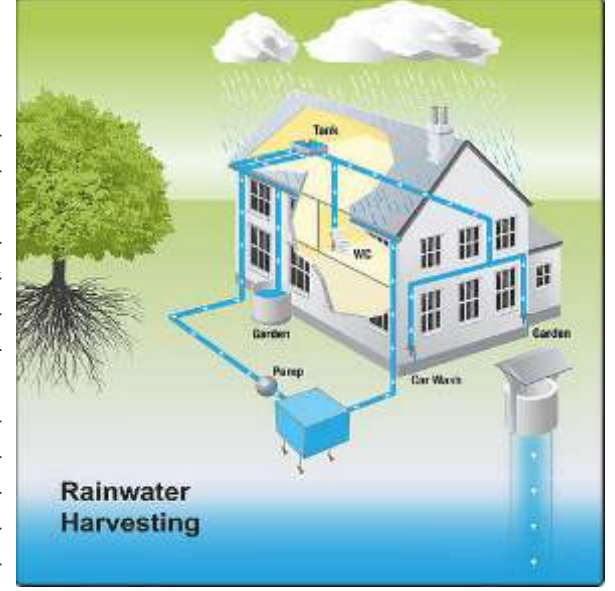 Tank
WC
Garden
Garden
Pump
Car Wash
Rainwater
Harvesting